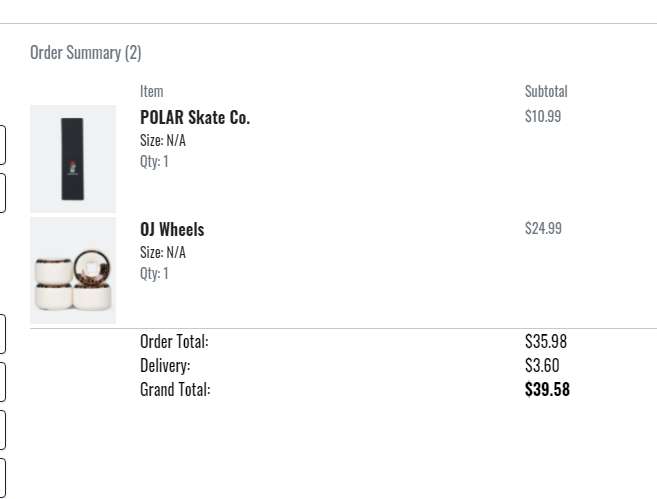 Order Summary (2)
Item Subtotal
POLAR Skate Co. $10.99
Size: N/A
Qty: 1
OJ Wheels $24.99
Size: N/A
Qty: 1
Order Total: $35.98
Delivery: $3.60
Grand Total: $39.58